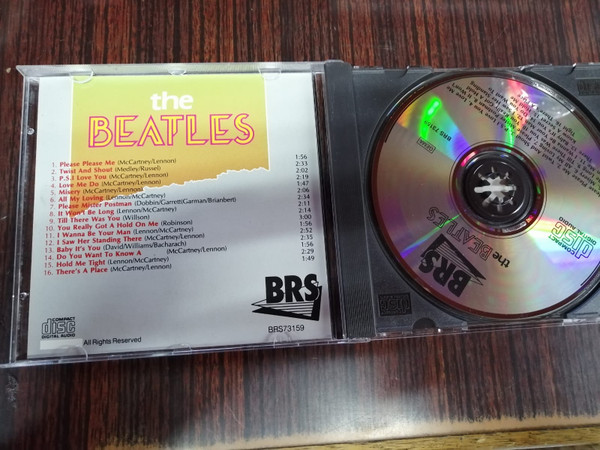 the
BEATLES
1. Please Please Me (McCartney/Lennon) 1:56
2. Twist And Shout (Medley/Russel) 2:33
3. P.S.I Love You (McCartney/Lennon) 2:02
4. Love Me Do (McCartney/Lennon) 2:19
5. Misery (McCartney/Lennon) 1:47
6. All My Loving (Lennon/McCartney) 2:06
7. Please Mister Postman (Dobbin/Garrett(Garman/Brianbert) 2:34
8. It Won't Be Long (Lennon/McCartney) 2:11
9. Till There Was You (Willson) 2:14
10. You Really Got A Hold On Me (Robinson) 3:00
11. I Wanna Be Your Man (Lennon/McCartney) 1:56
12. I Saw Her Standing There (McCartney/Lennon) 2:52
13. Baby It's You (David/Williams/Bacharach) 2:35
14. Do You Want To Know A (McCartney/Lennon) 1:56
15. Hold Me Tight (Lennon/McCartney) 2:29
16. There's A Place (McCartney/Lennon) 1:49
BRS
BRS73159
COMPACT
disc
DIGITAL AUDIO
All Rights Reserved
BRS
the BEATLES
COMPACT
disc
DIGITAL AUDIO
BRS 73159